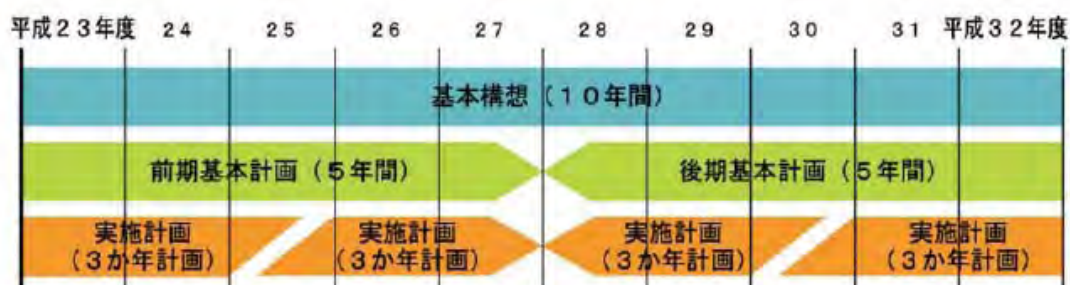 平成23年度 24 25 26 27 28 29 30 31 平成32年度
基本構想(10年間)
前期基本計画(5年間) 後期基本計画(5年間)
実施計画 実施計画 実施計画 実施計画
(3か年計画) (3か年計画) (3か年計画) (3か年計画)